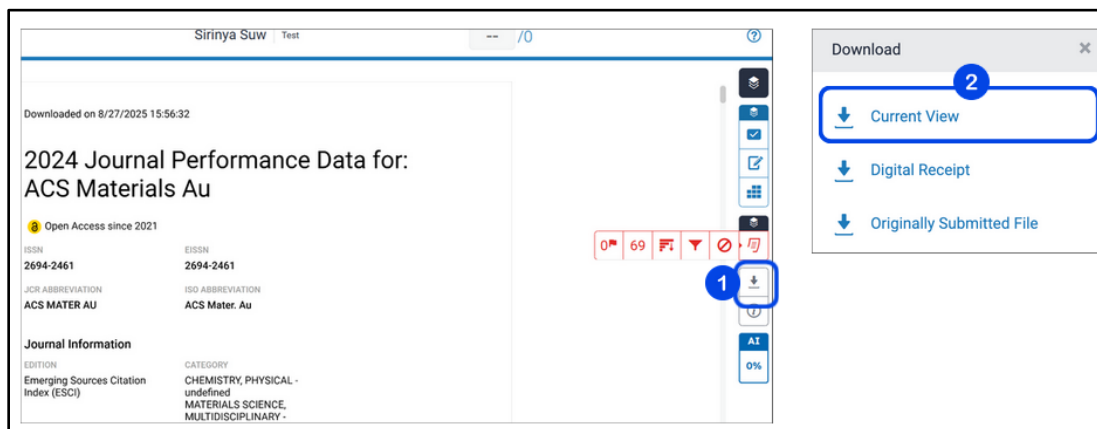 Sirinya Suw Test -- /0
Downloaded on 8/27/2025 15:56:32
2024 Journal Performance Data for:
ACS Materials Au
Open Access since 2021
ISSN EISSN
2694-2461 2694-2461
JCR ABBREVIATION ISO ABBREVIATION
ACS MATER AU ACS Mater. Au
Journal Information
EDITION CATEGORY
Emerging Sources Citation CHEMISTRY, PHYSICAL -
Index (ESCI) undefined
MATERIALS SCIENCE,
MULTIDISCIPLINARY -
0 69
1
AI
0%
Download
2
Current View
Digital Receipt
Originally Submitted File